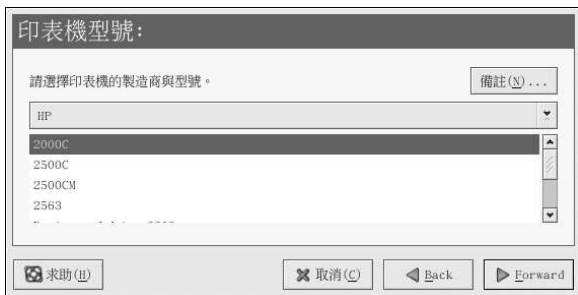 印表機型號:
請選擇印表機的製造商與型號。
備註(N)...
HP
2000C
2500C
2500CM
2563
求助(H)
取消(C)
Back
Forward